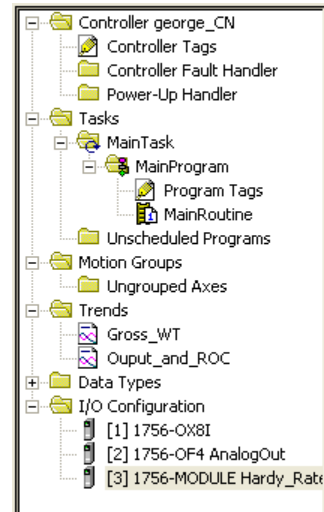 Controller george_CN
Controller Tags
Controller Fault Handler
Power-Up Handler
Tasks
MainTask
MainProgram
Program Tags
MainRoutine
Unscheduled Programs
Motion Groups
Ungrouped Axes
Trends
Gross_WT
Ouput_and_ROC
Data Types
I/O Configuration
[1] 1756-OX8I
[2] 1756-OF4 AnalogOut
[3] 1756-MODULE Hardy_Rate